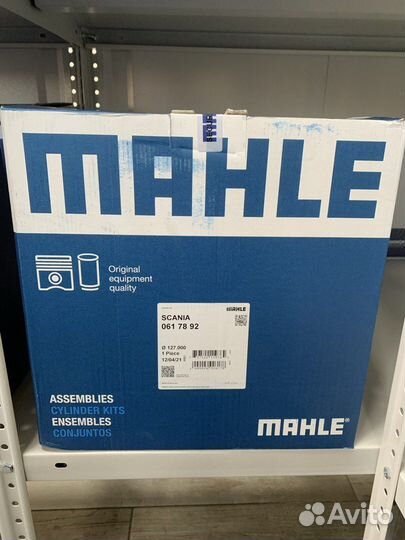 MAHLE
MAHLE
Original
equipment
quality
MAHLE
SCANIA
061 78 92
Ø 127.000
1 Piece
12/04/21
ASSEMBLIES
CYLINDER KITS
ENSEMBLES
CONJUNTOS
MAHLE®
Avito